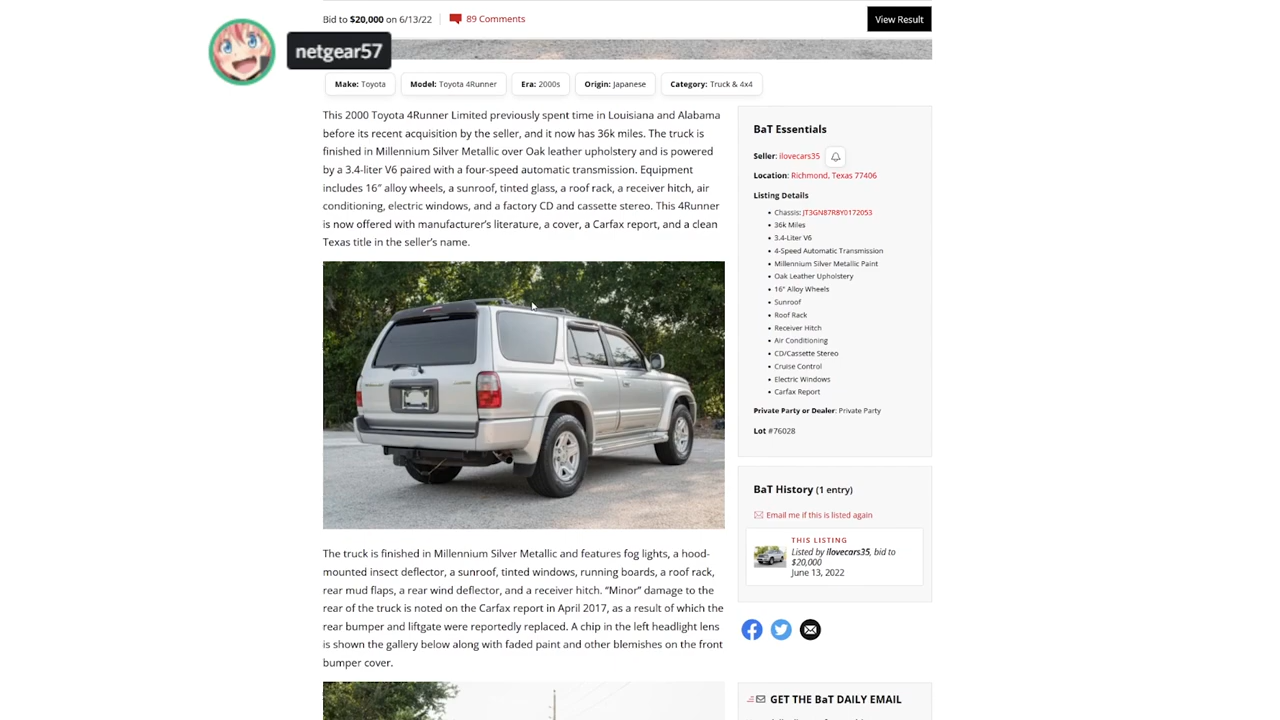 Bid to $20,000 on 6/13/22
89 Comments
View Result
netgear57
Make: Toyota
Model: Toyota 4Runner
Era: 2000s
Origin: Japanese
Category: Truck & 4x4
This 2000 Toyota 4Runner Limited previously spent time in Louisiana and Alabama
before its recent acquisition by the seller, and it now has 36k miles. The truck is
finished in Millennium Silver Metallic over Oak leather upholstery and is powered
by a 3.4-liter V6 paired with a four-speed automatic transmission. Equipment
includes 16″ alloy wheels, a sunroof, tinted glass, a roof rack, a receiver hitch, air
conditioning, electric windows, and a factory CD and cassette stereo. This 4Runner
is now offered with manufacturer's literature, a cover, a Carfax report, and a clean
Texas title in the seller's name.
The truck is finished in Millennium Silver Metallic and features fog lights, a hood-
mounted insect deflector, a sunroof, tinted windows, running boards, a roof rack,
rear mud flaps, a rear wind deflector, and a receiver hitch. “Minor” damage to the
rear of the truck is noted on the Carfax report in April 2017, as a result of which the
rear bumper and liftgate were reportedly replaced. A chip in the left headlight lens
is shown the gallery below along with faded paint and other blemishes on the front
bumper cover.
BaT Essentials
Seller: ilovecars35
Location: Richmond, Texas 77406
Listing Details
Chassis: JT3GN87R8Y0172053
36k Miles
3.4-Liter V6
4-Speed Automatic Transmission
Millennium Silver Metallic Paint
Oak Leather Upholstery
16" Alloy Wheels
Sunroof
Roof Rack
Receiver Hitch
Air Conditioning
CD/Cassette Stereo
Cruise Control
Electric Windows
Carfax Report
Private Party or Dealer: Private Party
Lot #76028
BaT History (1 entry)
Email me if this is listed again
THIS LISTING
Listed by ilovecars35, bid to
$20,000
June 13, 2022
GET THE BaT DAILY EMAIL